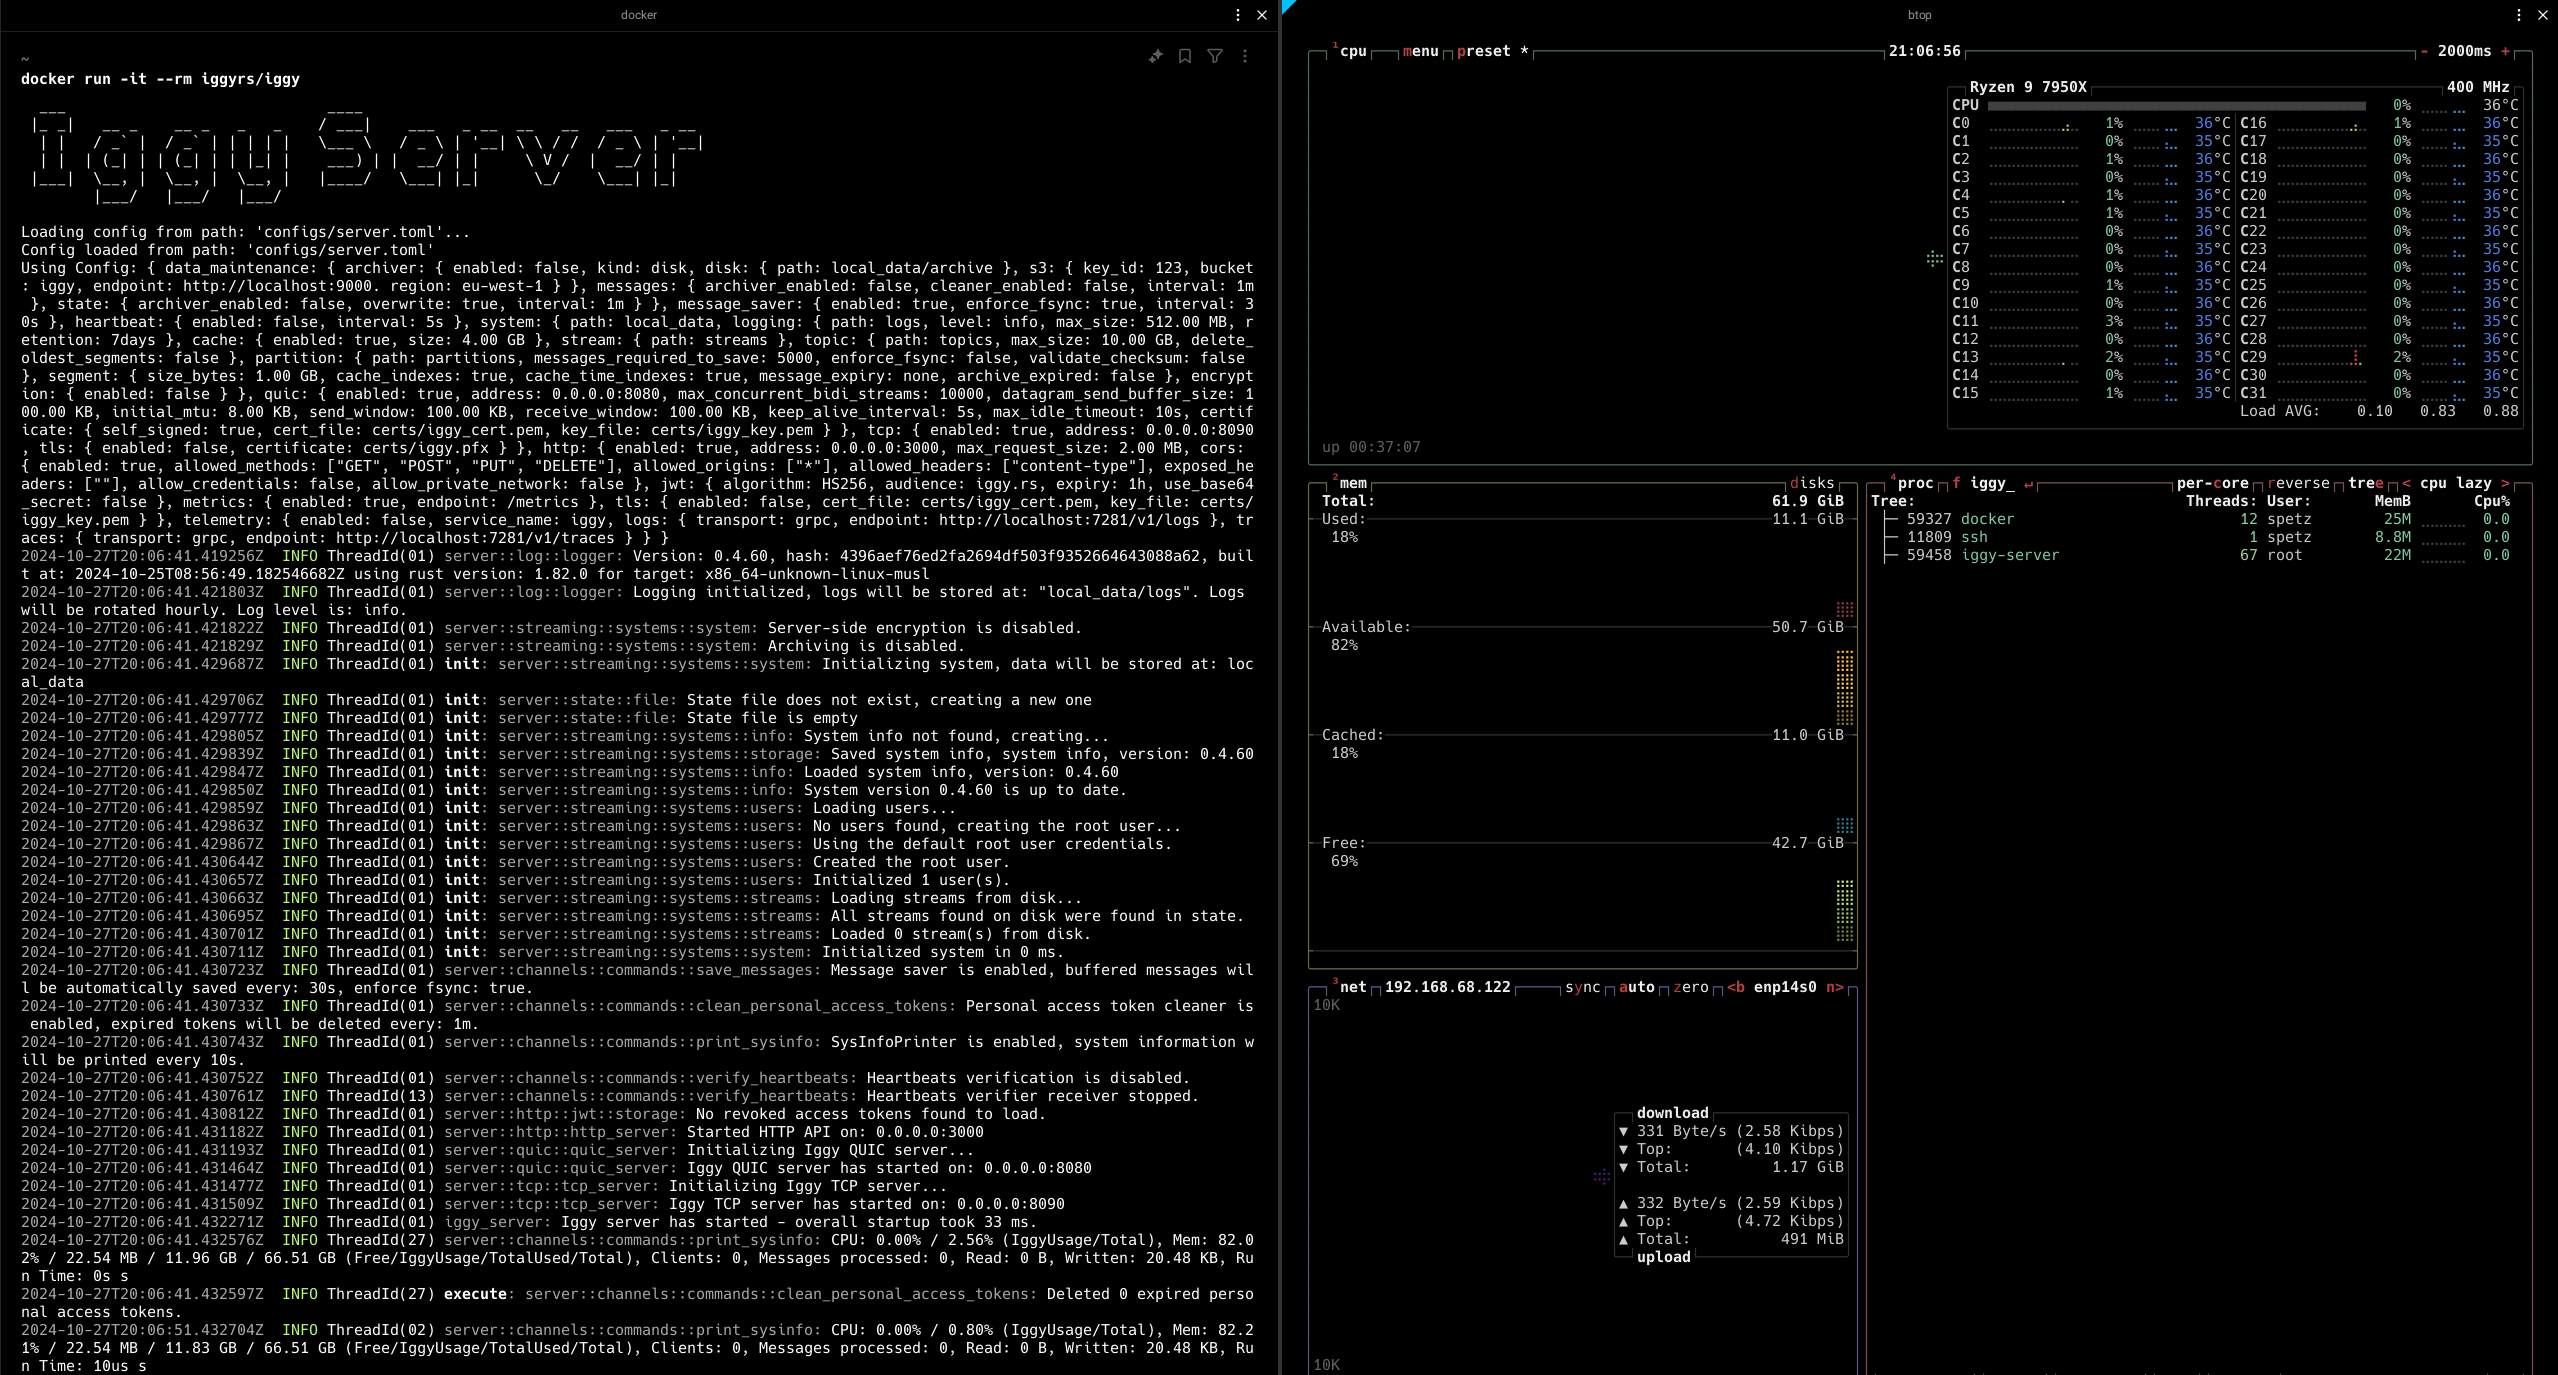 docker
~
docker run -it --rm iggyrs/iggy
Iggy Server
Loading config from path: 'configs/server.toml'...
Config loaded from path: 'configs/server.toml'
Using Config: { data_maintenance: { archiver: { enabled: false, kind: disk, disk: { path: local_data/archive }, s3: { key_id: 123, bucket
: iggy, endpoint: http://localhost:9000. region: eu-west-1 } }, messages: { archiver_enabled: false, cleaner_enabled: false, interval: 1m
 }, state: { archiver_enabled: false, overwrite: true, interval: 1m } }, message_saver: { enabled: true, enforce_fsync: true, interval: 3
0s }, heartbeat: { enabled: false, interval: 5s }, system: { path: local_data, logging: { path: logs, level: info, max_size: 512.00 MB, r
etention: 7days }, cache: { enabled: true, size: 4.00 GB }, stream: { path: streams }, topic: { path: topics, max_size: 10.00 GB, delete_
oldest_segments: false }, partition: { path: partitions, messages_required_to_save: 5000, enforce_fsync: false, validate_checksum: false
}, segment: { size_bytes: 1.00 GB, cache_indexes: true, cache_time_indexes: true, message_expiry: none, archive_expired: false }, encrypt
ion: { enabled: false } }, quic: { enabled: true, address: 0.0.0.0:8080, max_concurrent_bidi_streams: 10000, datagram_send_buffer_size: 1
00.00 KB, initial_mtu: 8.00 KB, send_window: 100.00 KB, receive_window: 100.00 KB, keep_alive_interval: 5s, max_idle_timeout: 10s, certif
icate: { self_signed: true, cert_file: certs/iggy_cert.pem, key_file: certs/iggy_key.pem } }, tcp: { enabled: true, address: 0.0.0.0:8090
, tls: { enabled: false, certificate: certs/iggy.pfx } }, http: { enabled: true, address: 0.0.0.0:3000, max_request_size: 2.00 MB, cors:
{ enabled: true, allowed_methods: ["GET", "POST", "PUT", "DELETE"], allowed_origins: ["*"], allowed_headers: ["content-type"], exposed_he
aders: [""], allow_credentials: false, allow_private_network: false }, jwt: { algorithm: HS256, audience: iggy.rs, expiry: 1h, use_base64
_secret: false }, metrics: { enabled: true, endpoint: /metrics }, tls: { enabled: false, cert_file: certs/iggy_cert.pem, key_file: certs/
iggy_key.pem } }, telemetry: { enabled: false, service_name: iggy, logs: { transport: grpc, endpoint: http://localhost:7281/v1/logs }, tr
aces: { transport: grpc, endpoint: http://localhost:7281/v1/traces } } }
2024-10-27T20:06:41.419256Z  INFO ThreadId(01) server::log::logger: Version: 0.4.60, hash: 4396aef76ed2fa2694df503f9352664643088a62, buil
t at: 2024-10-25T08:56:49.182546682Z using rust version: 1.82.0 for target: x86_64-unknown-linux-musl
2024-10-27T20:06:41.421803Z  INFO ThreadId(01) server::log::logger: Logging initialized, logs will be stored at: "local_data/logs". Logs
will be rotated hourly. Log level is: info.
2024-10-27T20:06:41.421822Z  INFO ThreadId(01) server::streaming::systems::system: Server-side encryption is disabled.
2024-10-27T20:06:41.421829Z  INFO ThreadId(01) server::streaming::systems::system: Archiving is disabled.
2024-10-27T20:06:41.429687Z  INFO ThreadId(01) init: server::streaming::systems::system: Initializing system, data will be stored at: loc
al_data
2024-10-27T20:06:41.429706Z  INFO ThreadId(01) init: server::state::file: State file does not exist, creating a new one
2024-10-27T20:06:41.429777Z  INFO ThreadId(01) init: server::state::file: State file is empty
2024-10-27T20:06:41.429805Z  INFO ThreadId(01) init: server::streaming::systems::info: System info not found, creating...
2024-10-27T20:06:41.429839Z  INFO ThreadId(01) init: server::streaming::systems::storage: Saved system info, system info, version: 0.4.60
2024-10-27T20:06:41.429847Z  INFO ThreadId(01) init: server::streaming::systems::info: Loaded system info, version: 0.4.60
2024-10-27T20:06:41.429850Z  INFO ThreadId(01) init: server::streaming::systems::info: System version 0.4.60 is up to date.
2024-10-27T20:06:41.429859Z  INFO ThreadId(01) init: server::streaming::systems::users: Loading users...
2024-10-27T20:06:41.429863Z  INFO ThreadId(01) init: server::streaming::systems::users: No users found, creating the root user...
2024-10-27T20:06:41.429867Z  INFO ThreadId(01) init: server::streaming::systems::users: Using the default root user credentials.
2024-10-27T20:06:41.430644Z  INFO ThreadId(01) init: server::streaming::systems::users: Created the root user.
2024-10-27T20:06:41.430657Z  INFO ThreadId(01) init: server::streaming::systems::users: Initialized 1 user(s).
2024-10-27T20:06:41.430663Z  INFO ThreadId(01) init: server::streaming::systems::streams: Loading streams from disk...
2024-10-27T20:06:41.430695Z  INFO ThreadId(01) init: server::streaming::systems::streams: All streams found on disk were found in state.
2024-10-27T20:06:41.430701Z  INFO ThreadId(01) init: server::streaming::systems::streams: Loaded 0 stream(s) from disk.
2024-10-27T20:06:41.430711Z  INFO ThreadId(01) init: server::streaming::systems::system: Initialized system in 0 ms.
2024-10-27T20:06:41.430723Z  INFO ThreadId(01) server::channels::commands::save_messages: Message saver is enabled, buffered messages wil
l be automatically saved every: 30s, enforce fsync: true.
2024-10-27T20:06:41.430733Z  INFO ThreadId(01) server::channels::commands::clean_personal_access_tokens: Personal access token cleaner is
 enabled, expired tokens will be deleted every: 1m.
2024-10-27T20:06:41.430743Z  INFO ThreadId(01) server::channels::commands::print_sysinfo: SysInfoPrinter is enabled, system information w
ill be printed every 10s.
2024-10-27T20:06:41.430752Z  INFO ThreadId(01) server::channels::commands::verify_heartbeats: Heartbeats verification is disabled.
2024-10-27T20:06:41.430761Z  INFO ThreadId(13) server::channels::commands::verify_heartbeats: Heartbeats verifier receiver stopped.
2024-10-27T20:06:41.430812Z  INFO ThreadId(01) server::http::jwt::storage: No revoked access tokens found to load.
2024-10-27T20:06:41.431182Z  INFO ThreadId(01) server::http::http_server: Started HTTP API on: 0.0.0.0:3000
2024-10-27T20:06:41.431193Z  INFO ThreadId(01) server::quic::quic_server: Initializing Iggy QUIC server...
2024-10-27T20:06:41.431464Z  INFO ThreadId(01) server::quic::quic_server: Iggy QUIC server has started on: 0.0.0.0:8080
2024-10-27T20:06:41.431477Z  INFO ThreadId(01) server::tcp::tcp_server: Initializing Iggy TCP server...
2024-10-27T20:06:41.431509Z  INFO ThreadId(01) server::tcp::tcp_server: Iggy TCP server has started on: 0.0.0.0:8090
2024-10-27T20:06:41.432271Z  INFO ThreadId(01) iggy_server: Iggy server has started - overall startup took 33 ms.
2024-10-27T20:06:41.432576Z  INFO ThreadId(27) server::channels::commands::print_sysinfo: CPU: 0.00% / 2.56% (IggyUsage/Total), Mem: 82.0
2% / 22.54 MB / 11.96 GB / 66.51 GB (Free/IggyUsage/TotalUsed/Total), Clients: 0, Messages processed: 0, Read: 0 B, Written: 20.48 KB, Ru
n Time: 0s s
2024-10-27T20:06:41.432597Z  INFO ThreadId(27) execute: server::channels::commands::clean_personal_access_tokens: Deleted 0 expired perso
nal access tokens.
2024-10-27T20:06:51.432704Z  INFO ThreadId(02) server::channels::commands::print_sysinfo: CPU: 0.00% / 0.80% (IggyUsage/Total), Mem: 82.2
1% / 22.54 MB / 11.83 GB / 66.51 GB (Free/IggyUsage/TotalUsed/Total), Clients: 0, Messages processed: 0, Read: 0 B, Written: 20.48 KB, Ru
n Time: 10us s
btop
1cpu menu preset * 21:06:56 - 2000ms +
Ryzen 9 7950X 400 MHz
CPU 0% 36°C
C0 1% 36°C C16 1% 36°C
C1 0% 35°C C17 0% 35°C
C2 1% 36°C C18 0% 36°C
C3 0% 35°C C19 0% 35°C
C4 1% 36°C C20 0% 36°C
C5 1% 35°C C21 0% 35°C
C6 0% 36°C C22 0% 36°C
C7 0% 35°C C23 0% 35°C
C8 0% 36°C C24 0% 36°C
C9 1% 35°C C25 0% 35°C
C10 0% 36°C C26 0% 36°C
C11 3% 35°C C27 0% 35°C
C12 0% 36°C C28 0% 36°C
C13 2% 35°C C29 2% 35°C
C14 0% 36°C C30 0% 36°C
C15 1% 35°C C31 0% 35°C
Load AVG: 0.10 0.83 0.88
up 00:37:07
2mem disks
Total: 61.9 GiB
Used: 11.1 GiB
18%
Available: 50.7 GiB
82%
Cached: 11.0 GiB
18%
Free: 42.7 GiB
69%
3net 192.168.68.122 sync auto zero <b enp14s0 n>
10K
download
▼ 331 Byte/s (2.58 Kibps)
▼ Top: (4.10 Kibps)
▼ Total: 1.17 GiB
▲ 332 Byte/s (2.59 Kibps)
▲ Top: (4.72 Kibps)
▲ Total: 491 MiB
upload
10K
4proc f iggy_ ↵ per-core reverse tree < cpu lazy >
Tree: Threads: User: MemB Cpu%
59327 docker 12 spetz 25M 0.0
11809 ssh 1 spetz 8.8M 0.0
59458 iggy-server 67 root 22M 0.0